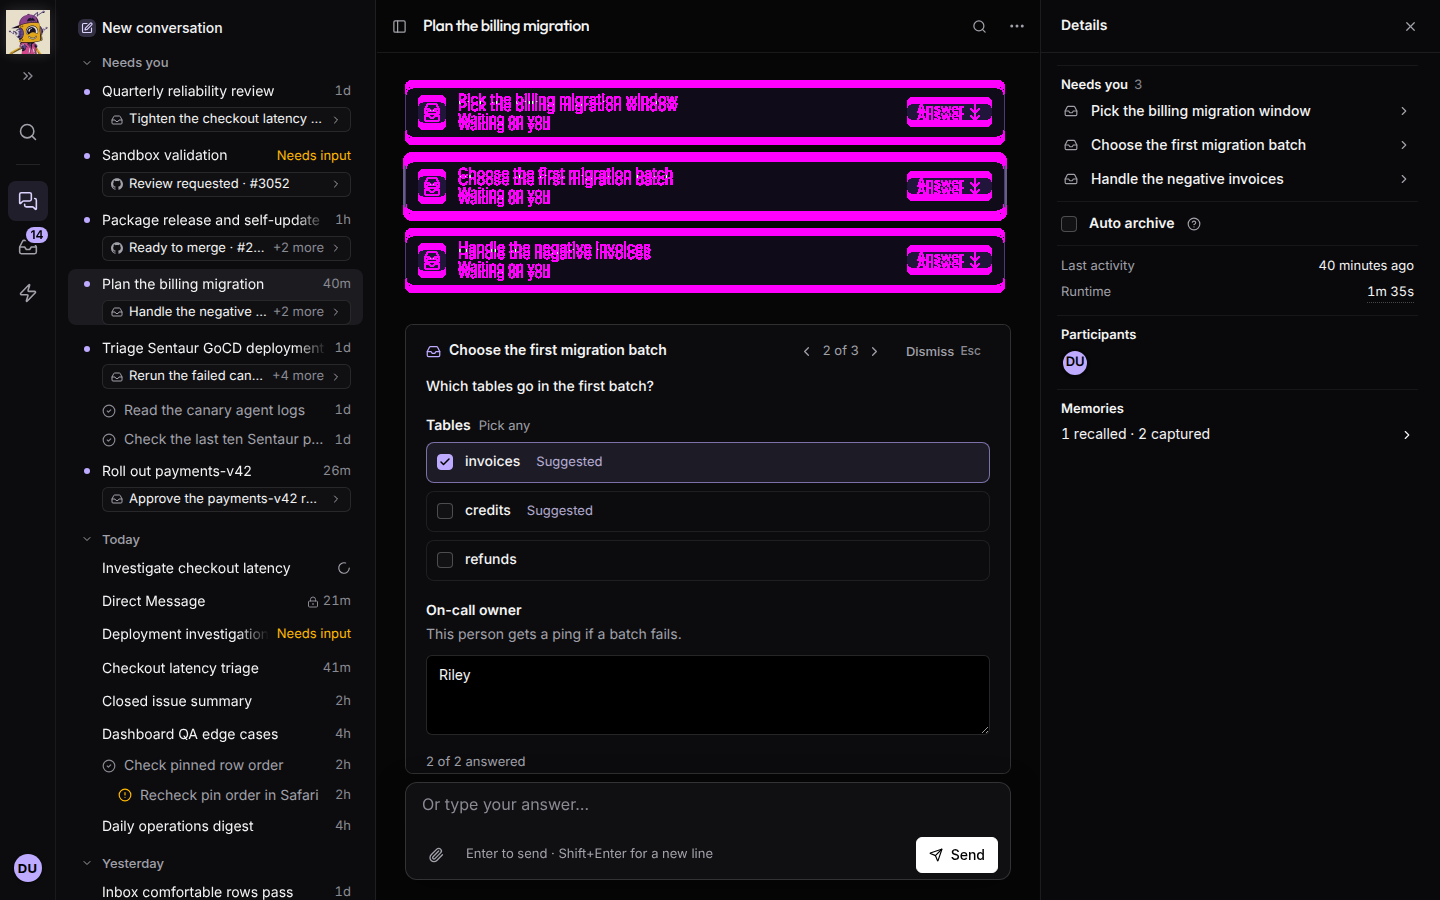 New conversation
Needs you
Quarterly reliability review 1d
Tighten the checkout latency ...
Sandbox validation Needs input
Review requested · #3052
Package release and self-update 1h
Ready to merge · #2... +2 more
14
Plan the billing migration 40m
Handle the negative ... +2 more
Triage Sentaur GoCD deployment 1d
Rerun the failed can... +4 more
Read the canary agent logs 1d
Check the last ten Sentaur p... 1d
Roll out payments-v42 26m
Approve the payments-v42 r...
Today
Investigate checkout latency
Direct Message 21m
Deployment investigation Needs input
Checkout latency triage 41m
Closed issue summary 2h
Dashboard QA edge cases 4h
Check pinned row order 2h
Recheck pin order in Safari 2h
Daily operations digest 4h
Yesterday
Inbox comfortable rows pass 1d
DU
Plan the billing migration
Pick the billing migration window
Waiting on you
Answer
Choose the first migration batch
Waiting on you
Answer
Handle the negative invoices
Waiting on you
Answer
Choose the first migration batch 2 of 3 Dismiss Esc
Which tables go in the first batch?
Tables Pick any
invoices Suggested
credits Suggested
refunds
On-call owner
This person gets a ping if a batch fails.
Riley
2 of 2 answered
Or type your answer...
Enter to send · Shift+Enter for a new line
Send
Details
Needs you 3
Pick the billing migration window
Choose the first migration batch
Handle the negative invoices
Auto archive
Last activity 40 minutes ago
Runtime 1m 35s
Participants
DU
Memories
1 recalled · 2 captured